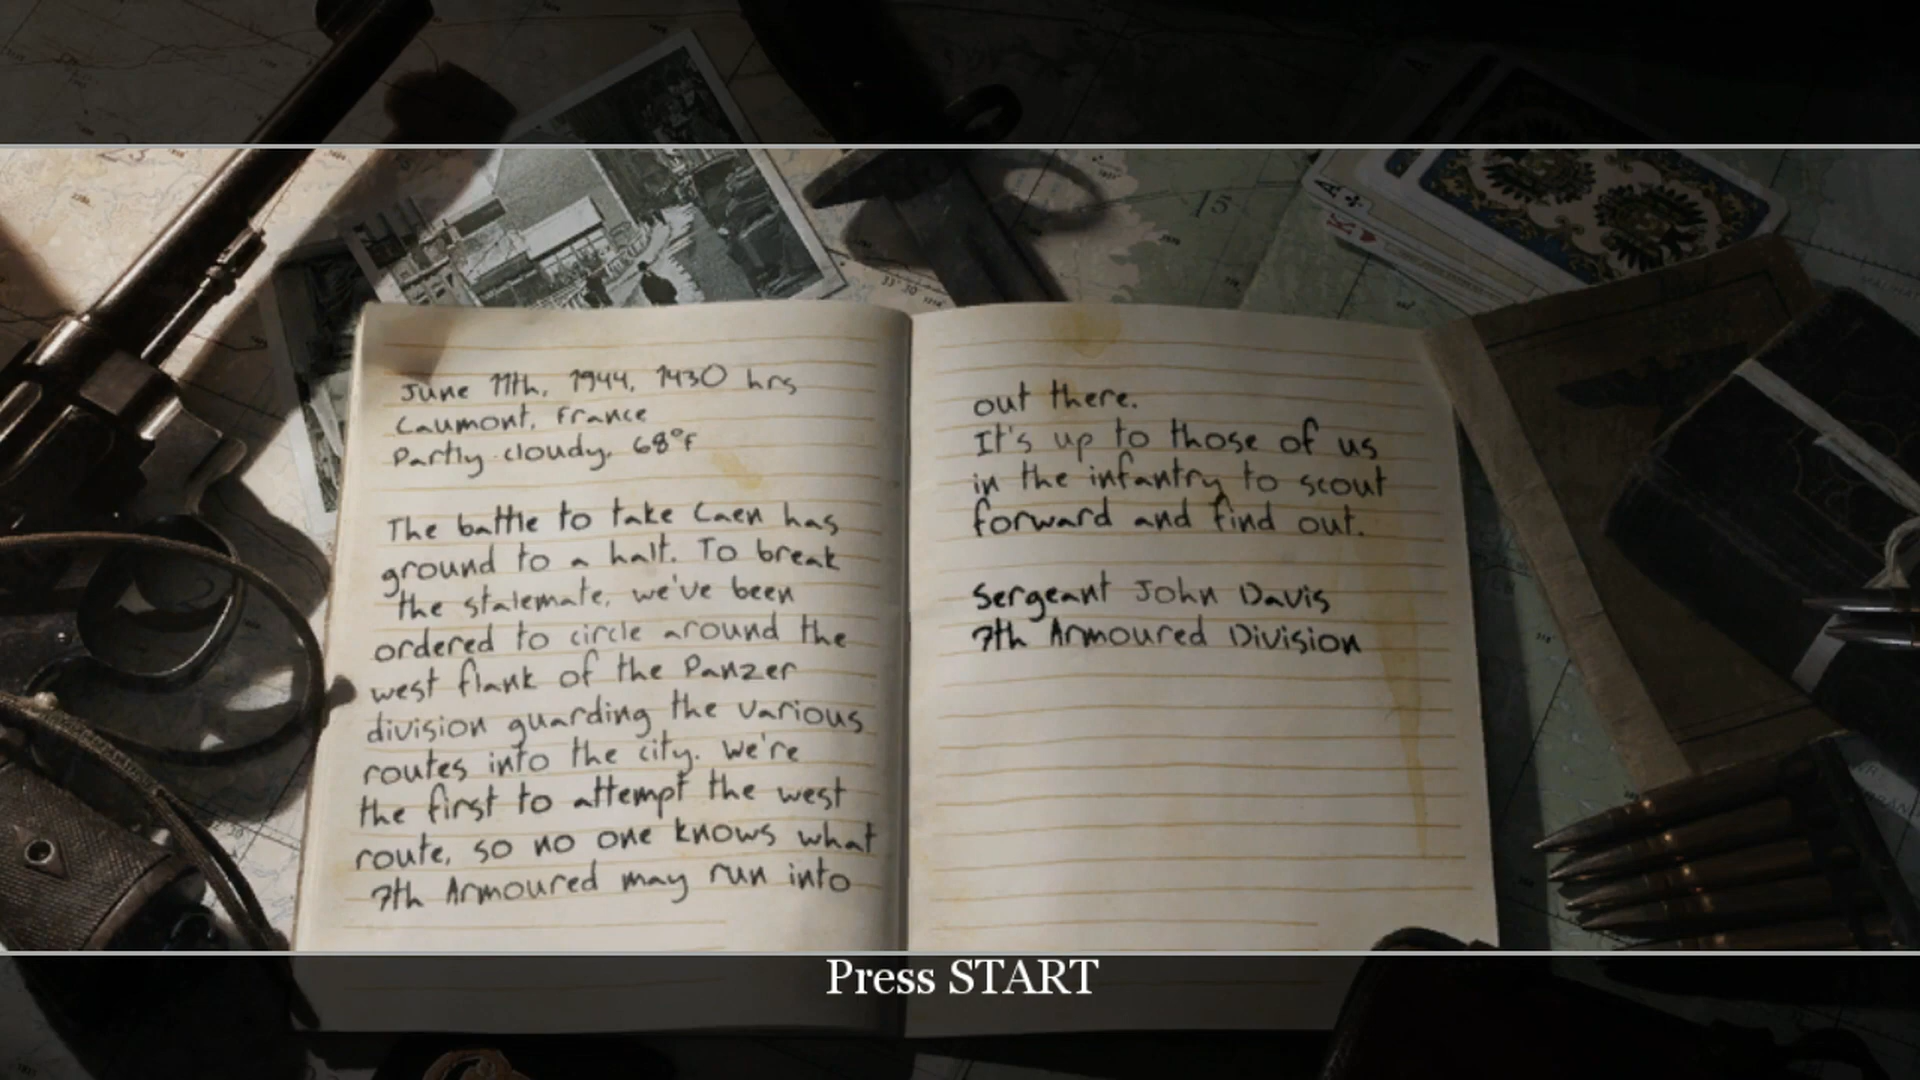 15
June 11th, 1944, 1430 hrs
Caumont, France
Partly cloudy, 68°F
The battle to take Caen has
ground to a halt. To break
the stalemate, we've been
ordered to circle around the
west flank of the Panzer
division guarding the various
routes into the city. We're
the first to attempt the west
route, so no one knows what
7th Armoured may run into
out there.
It's up to those of us
in the infantry to scout
forward and find out.
Sergeant John Davis
7th Armoured Division
Press START